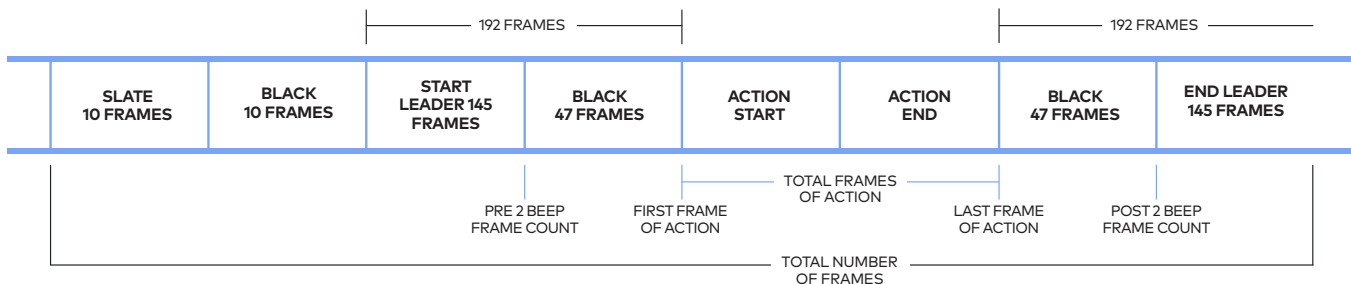 192 FRAMES
192 FRAMES
SLATE
10 FRAMES
BLACK
10 FRAMES
START
LEADER 145
FRAMES
BLACK
47 FRAMES
ACTION
START
ACTION
END
BLACK
47 FRAMES
END LEADER
145 FRAMES
TOTAL FRAMES
OF ACTION
PRE 2 BEEP
FRAME COUNT
FIRST FRAME
OF ACTION
LAST FRAME
OF ACTION
POST 2 BEEP
FRAME COUNT
TOTAL NUMBER
OF FRAMES